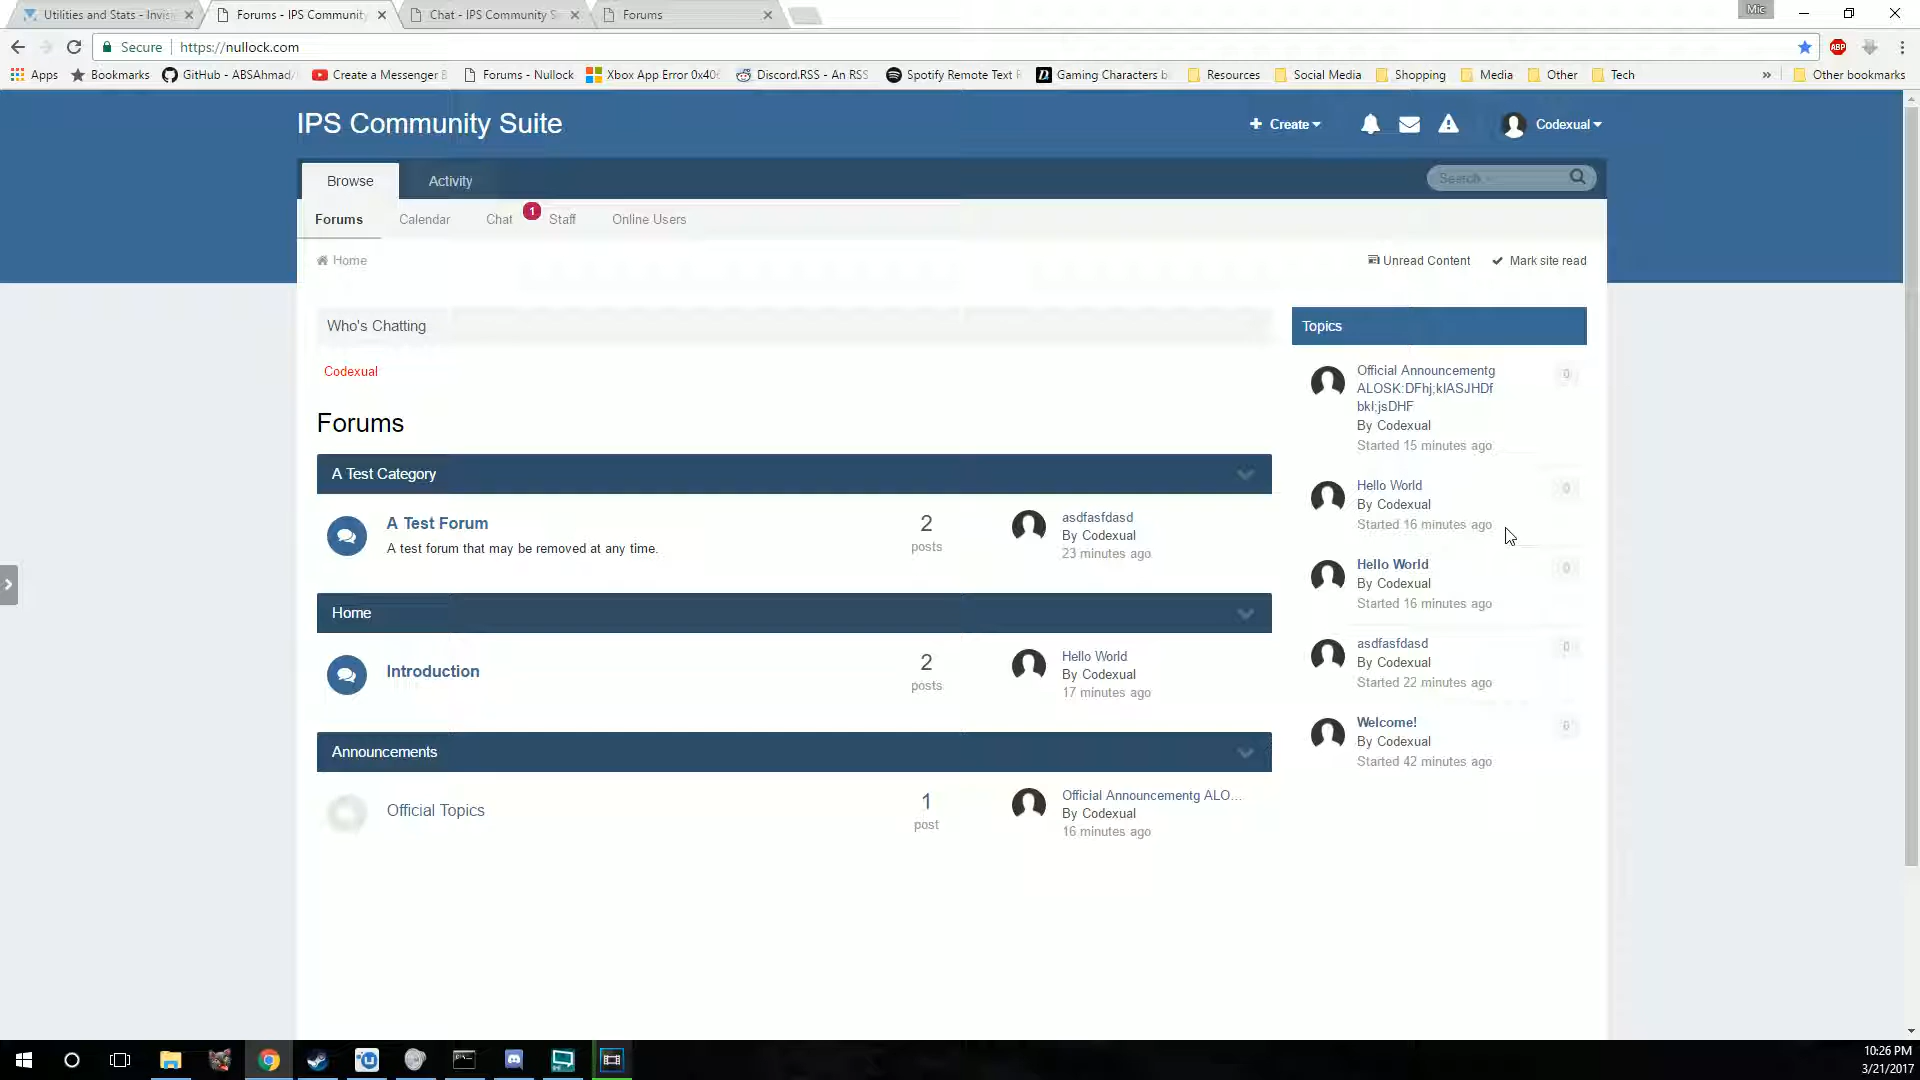 Utilities and Stats - Invisi
Forums - IPS Community
Chat - IPS Community S
Forums
Mic
Secure
https://nullock.com
ABP
Apps
Bookmarks
GitHub - ABSAhmad/
Create a Messenger B
Forums - Nullock
Xbox App Error 0x406
Discord.RSS - An RSS
Spotify Remote Text F
Gaming Characters b
Resources
Social Media
Shopping
Media
Other
Tech
»
Other bookmarks
IPS Community Suite
+ Create
Codexual
Browse
Activity
Search...
Forums
Calendar
Chat
1
Staff
Online Users
Home
Unread Content
Mark site read
Who's Chatting
Codexual
Forums
A Test Category
A Test Forum
A test forum that may be removed at any time.
2
posts
asdfasfdasd
By Codexual
23 minutes ago
Home
Introduction
2
posts
Hello World
By Codexual
17 minutes ago
Announcements
Official Topics
1
post
Official Announcementg ALO...
By Codexual
16 minutes ago
Topics
Official Announcementg
ALOSK:DFhj;klASJHDf
bkl;jsDHF
By Codexual
Started 15 minutes ago
0
Hello World
By Codexual
Started 16 minutes ago
0
Hello World
By Codexual
Started 16 minutes ago
0
asdfasfdasd
By Codexual
Started 22 minutes ago
0
Welcome!
By Codexual
Started 42 minutes ago
0
10:26 PM
3/21/2017